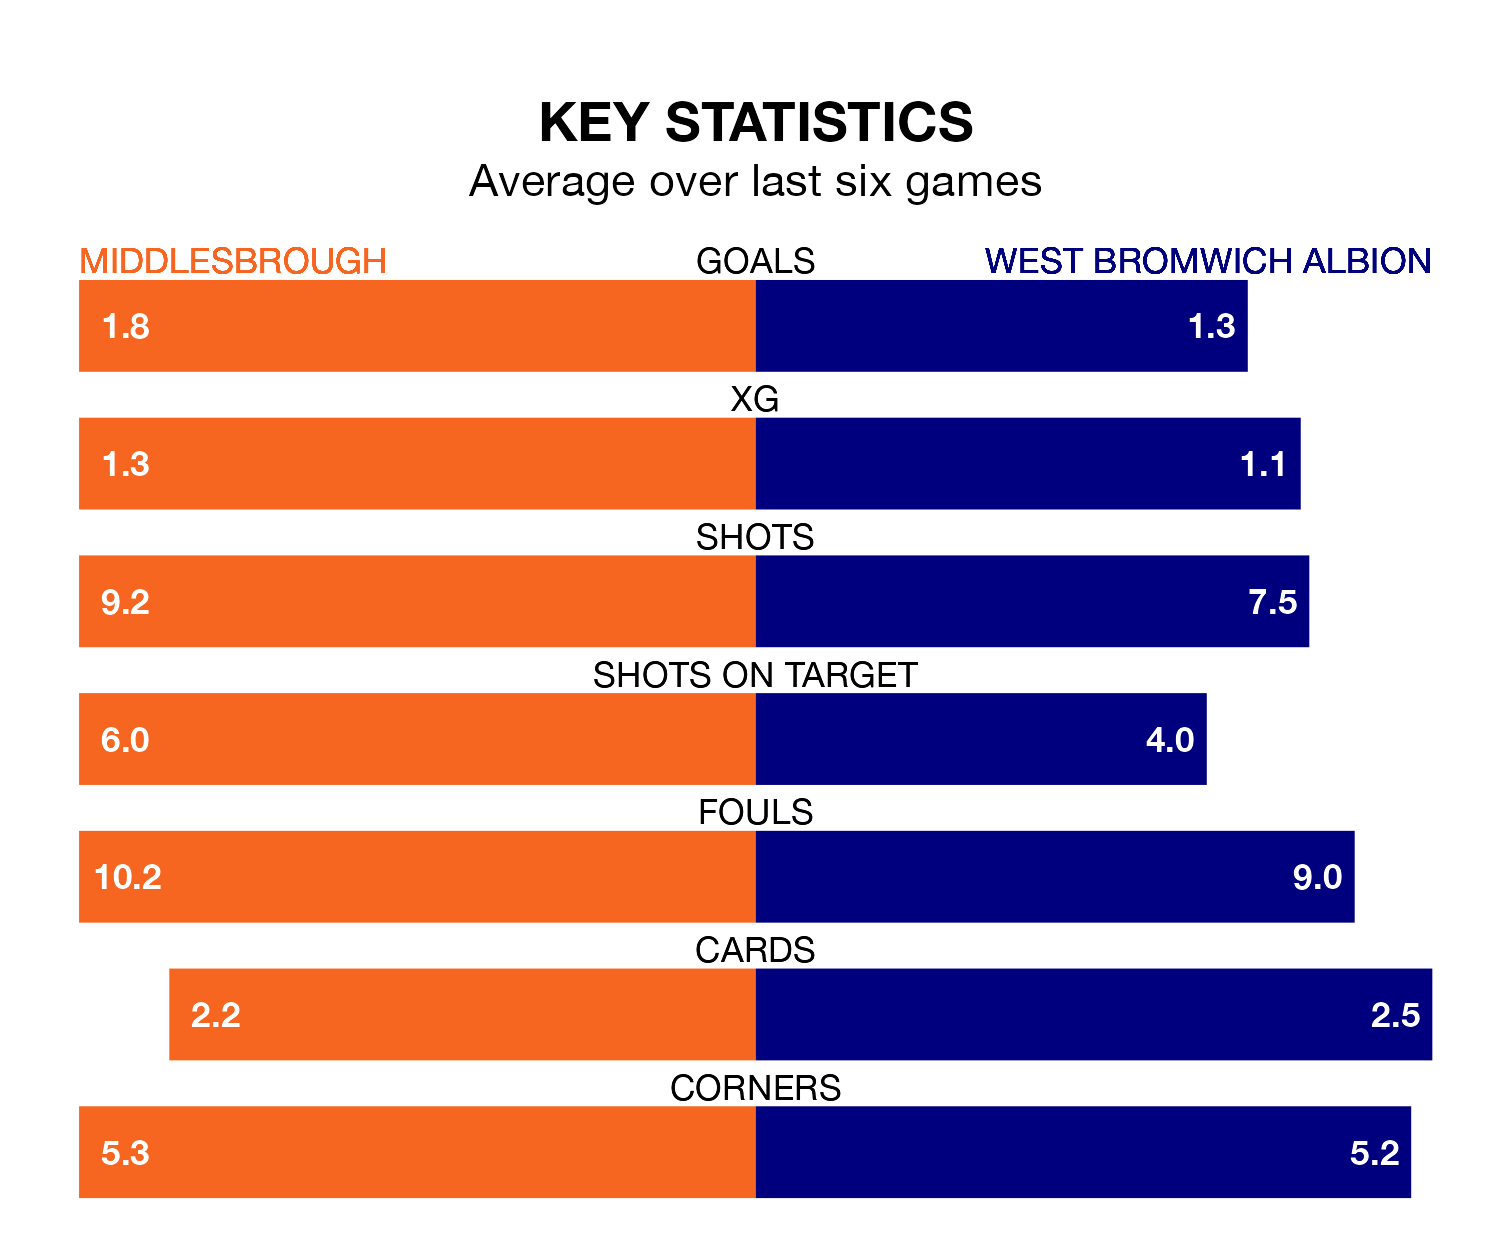 KEY STATISTICS
Average over last six games
MIDDLESBROUGH GOALS WEST BROMWICH ALBION
1.8 1.3
XG
1.3 1.1
SHOTS
9.2 7.5
SHOTS ON TARGET
6.0 4.0
FOULS
10.2 9.0
CARDS
2.2 2.5
CORNERS
5.3 5.2